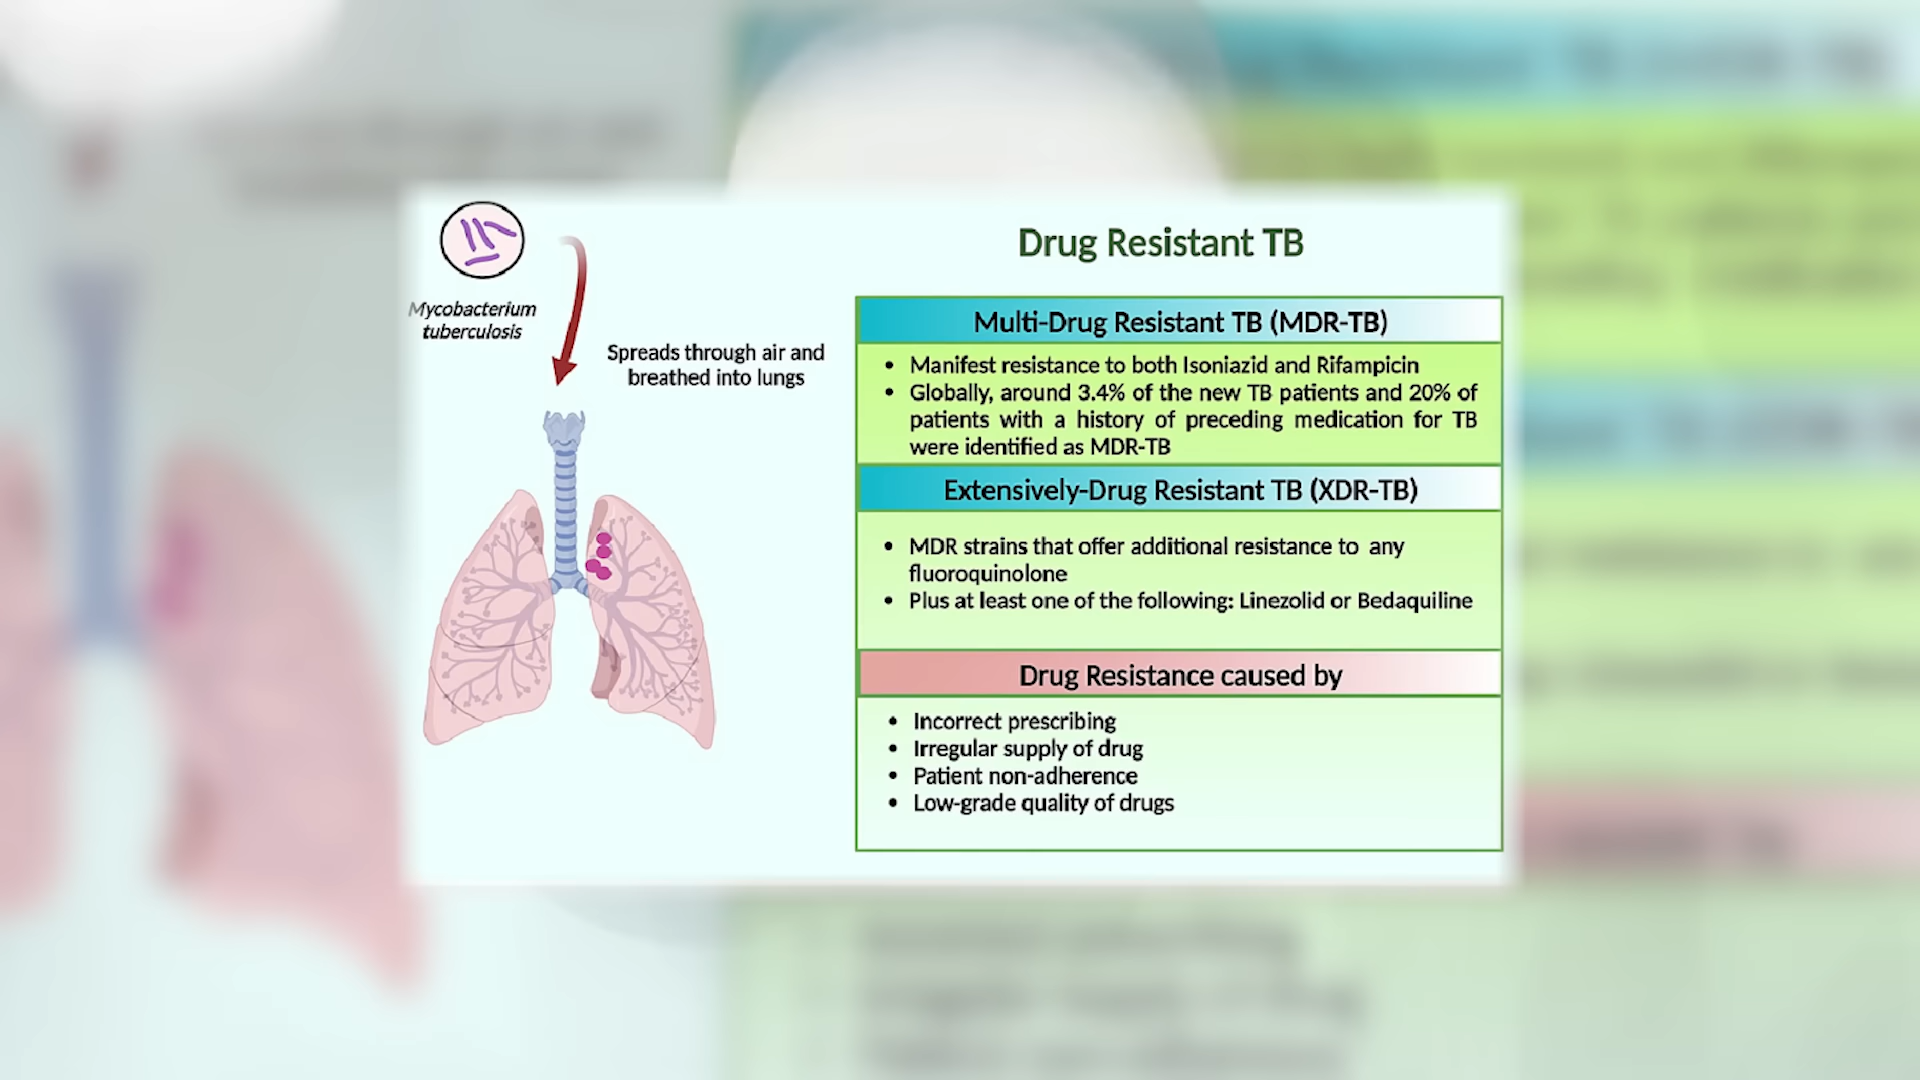 Mycobacterium
tuberculosis
Spreads through air and
breathed into lungs
Drug Resistant TB
Multi-Drug Resistant TB (MDR-TB)
• Manifest resistance to both Isoniazid and Rifampicin
• Globally, around 3.4% of the new TB patients and 20% of
patients with a history of preceding medication for TB
were identified as MDR-TB
Extensively-Drug Resistant TB (XDR-TB)
• MDR strains that offer additional resistance to any
fluoroquinolone
• Plus at least one of the following: Linezolid or Bedaquiline
Drug Resistance caused by
• Incorrect prescribing
• Irregular supply of drug
• Patient non-adherence
• Low-grade quality of drugs